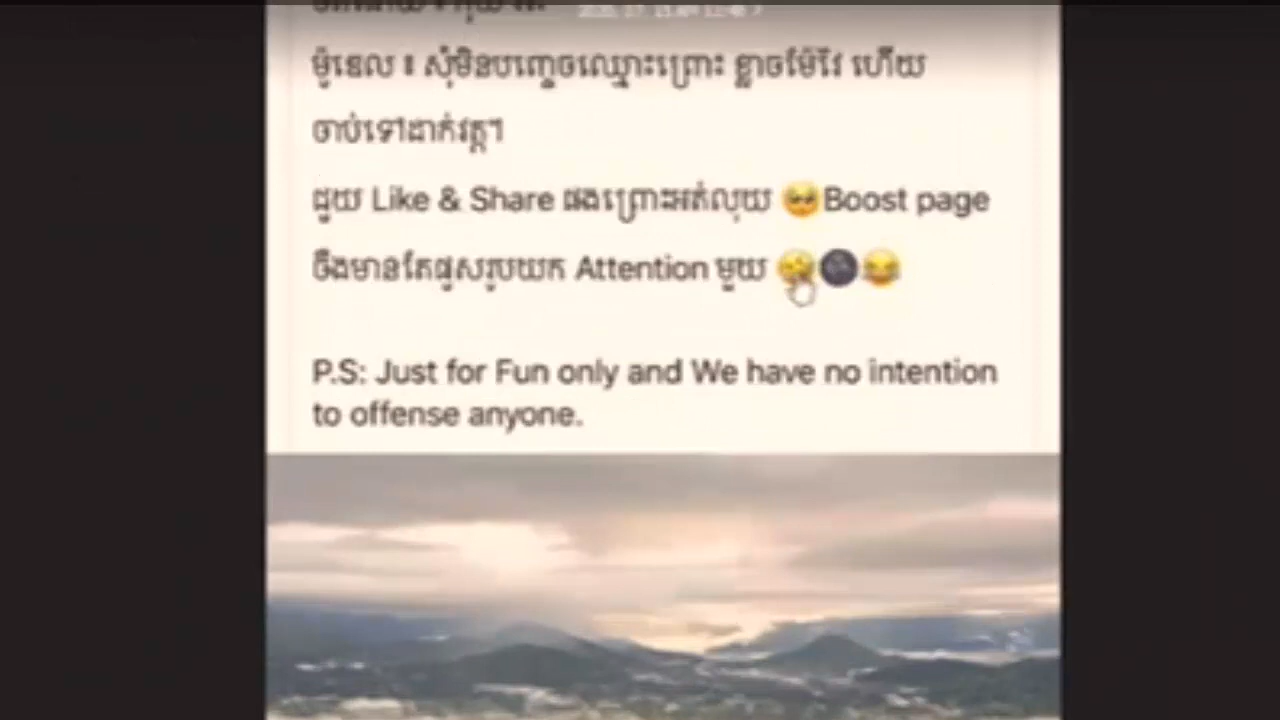 ម៉ូឌេល ៖ សុំមិនបញ្ចេចឈ្មោះព្រោះ ខ្លាចម៉ែវៃ ហើយ
ចាប់ទៅដាក់វត្ត។
ជួយ Like & Share ផងព្រោះអត់លុយ 🥹Boost page
ចឹងមានតែផូសរូបយក Attention មួយ 😂
P.S: Just for Fun only and We have no intention
to offense anyone.